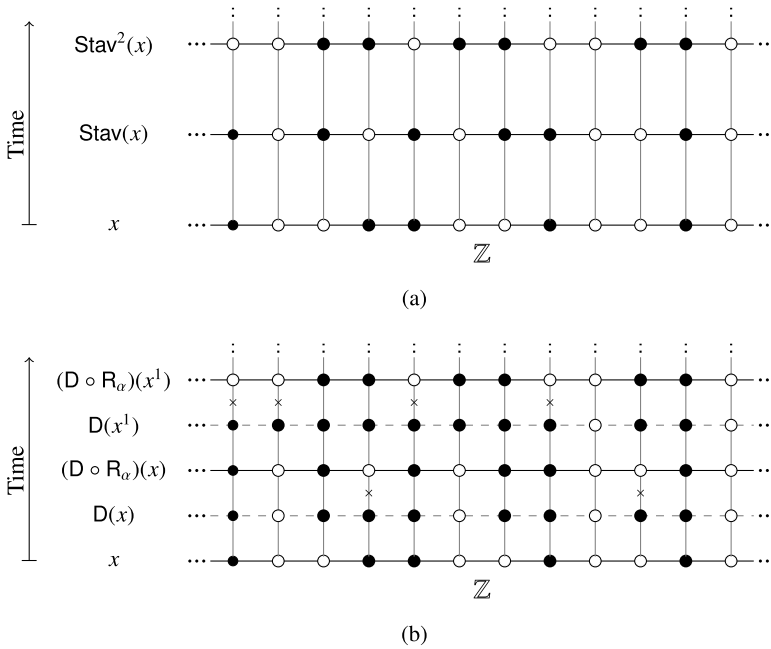 Stav²(x)
Stav(x)
x
Time
ℤ
(a)
(D ∘ R_α)(x¹)
D(x¹)
(D ∘ R_α)(x)
D(x)
x
Time
ℤ
(b)